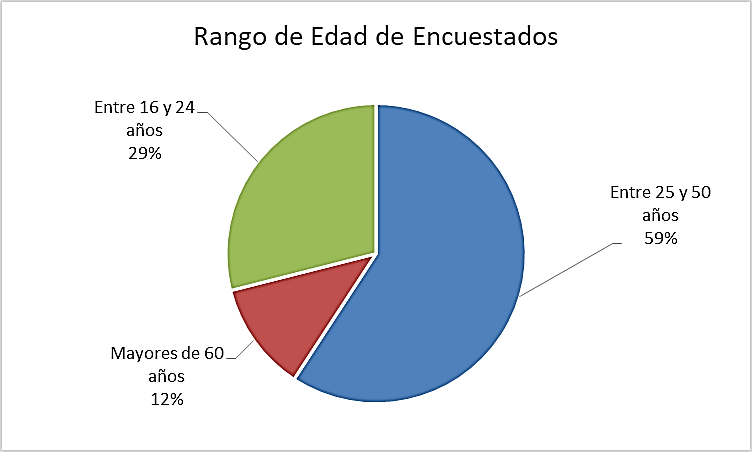 Rango de Edad de Encuestados
Entre 16 y 24
años
29%
Entre 25 y 50
años
59%
Mayores de 60
años
12%